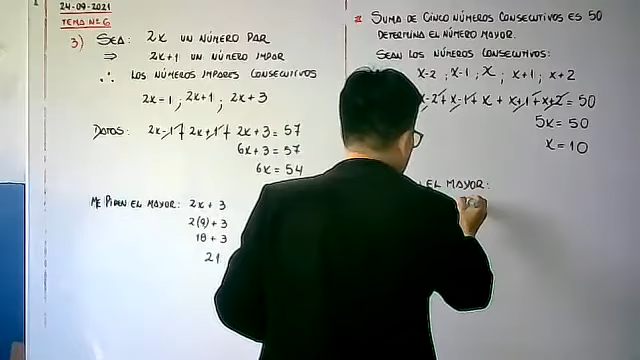 24-09-2021
TEMA Nº 6
3) SEA: 2x UN NÚMERO PAR
⇒ 2x+1 UN NÚMERO IMPAR
∴ LOS NÚMEROS IMPARES CONSECUTIVOS
2x-1 ; 2x+1 ; 2x+3
DATOS: 2x-1+2x+1+2x+3=57
6x+3=57
6x=54
ME PIDEN EL MAYOR: 2x+3
2(9)+3
18+3
21
SUMA DE CINCO NÚMEROS CONSECUTIVOS ES 50
DETERMINA EL NÚMERO MAYOR.
SEAN LOS NÚMEROS CONSECUTIVOS:
x-2 ; x-1 ; x ; x+1 ; x+2
x-2+x-1+x+x+1+x+2=50
5x=50
x=10
EL MAYOR: